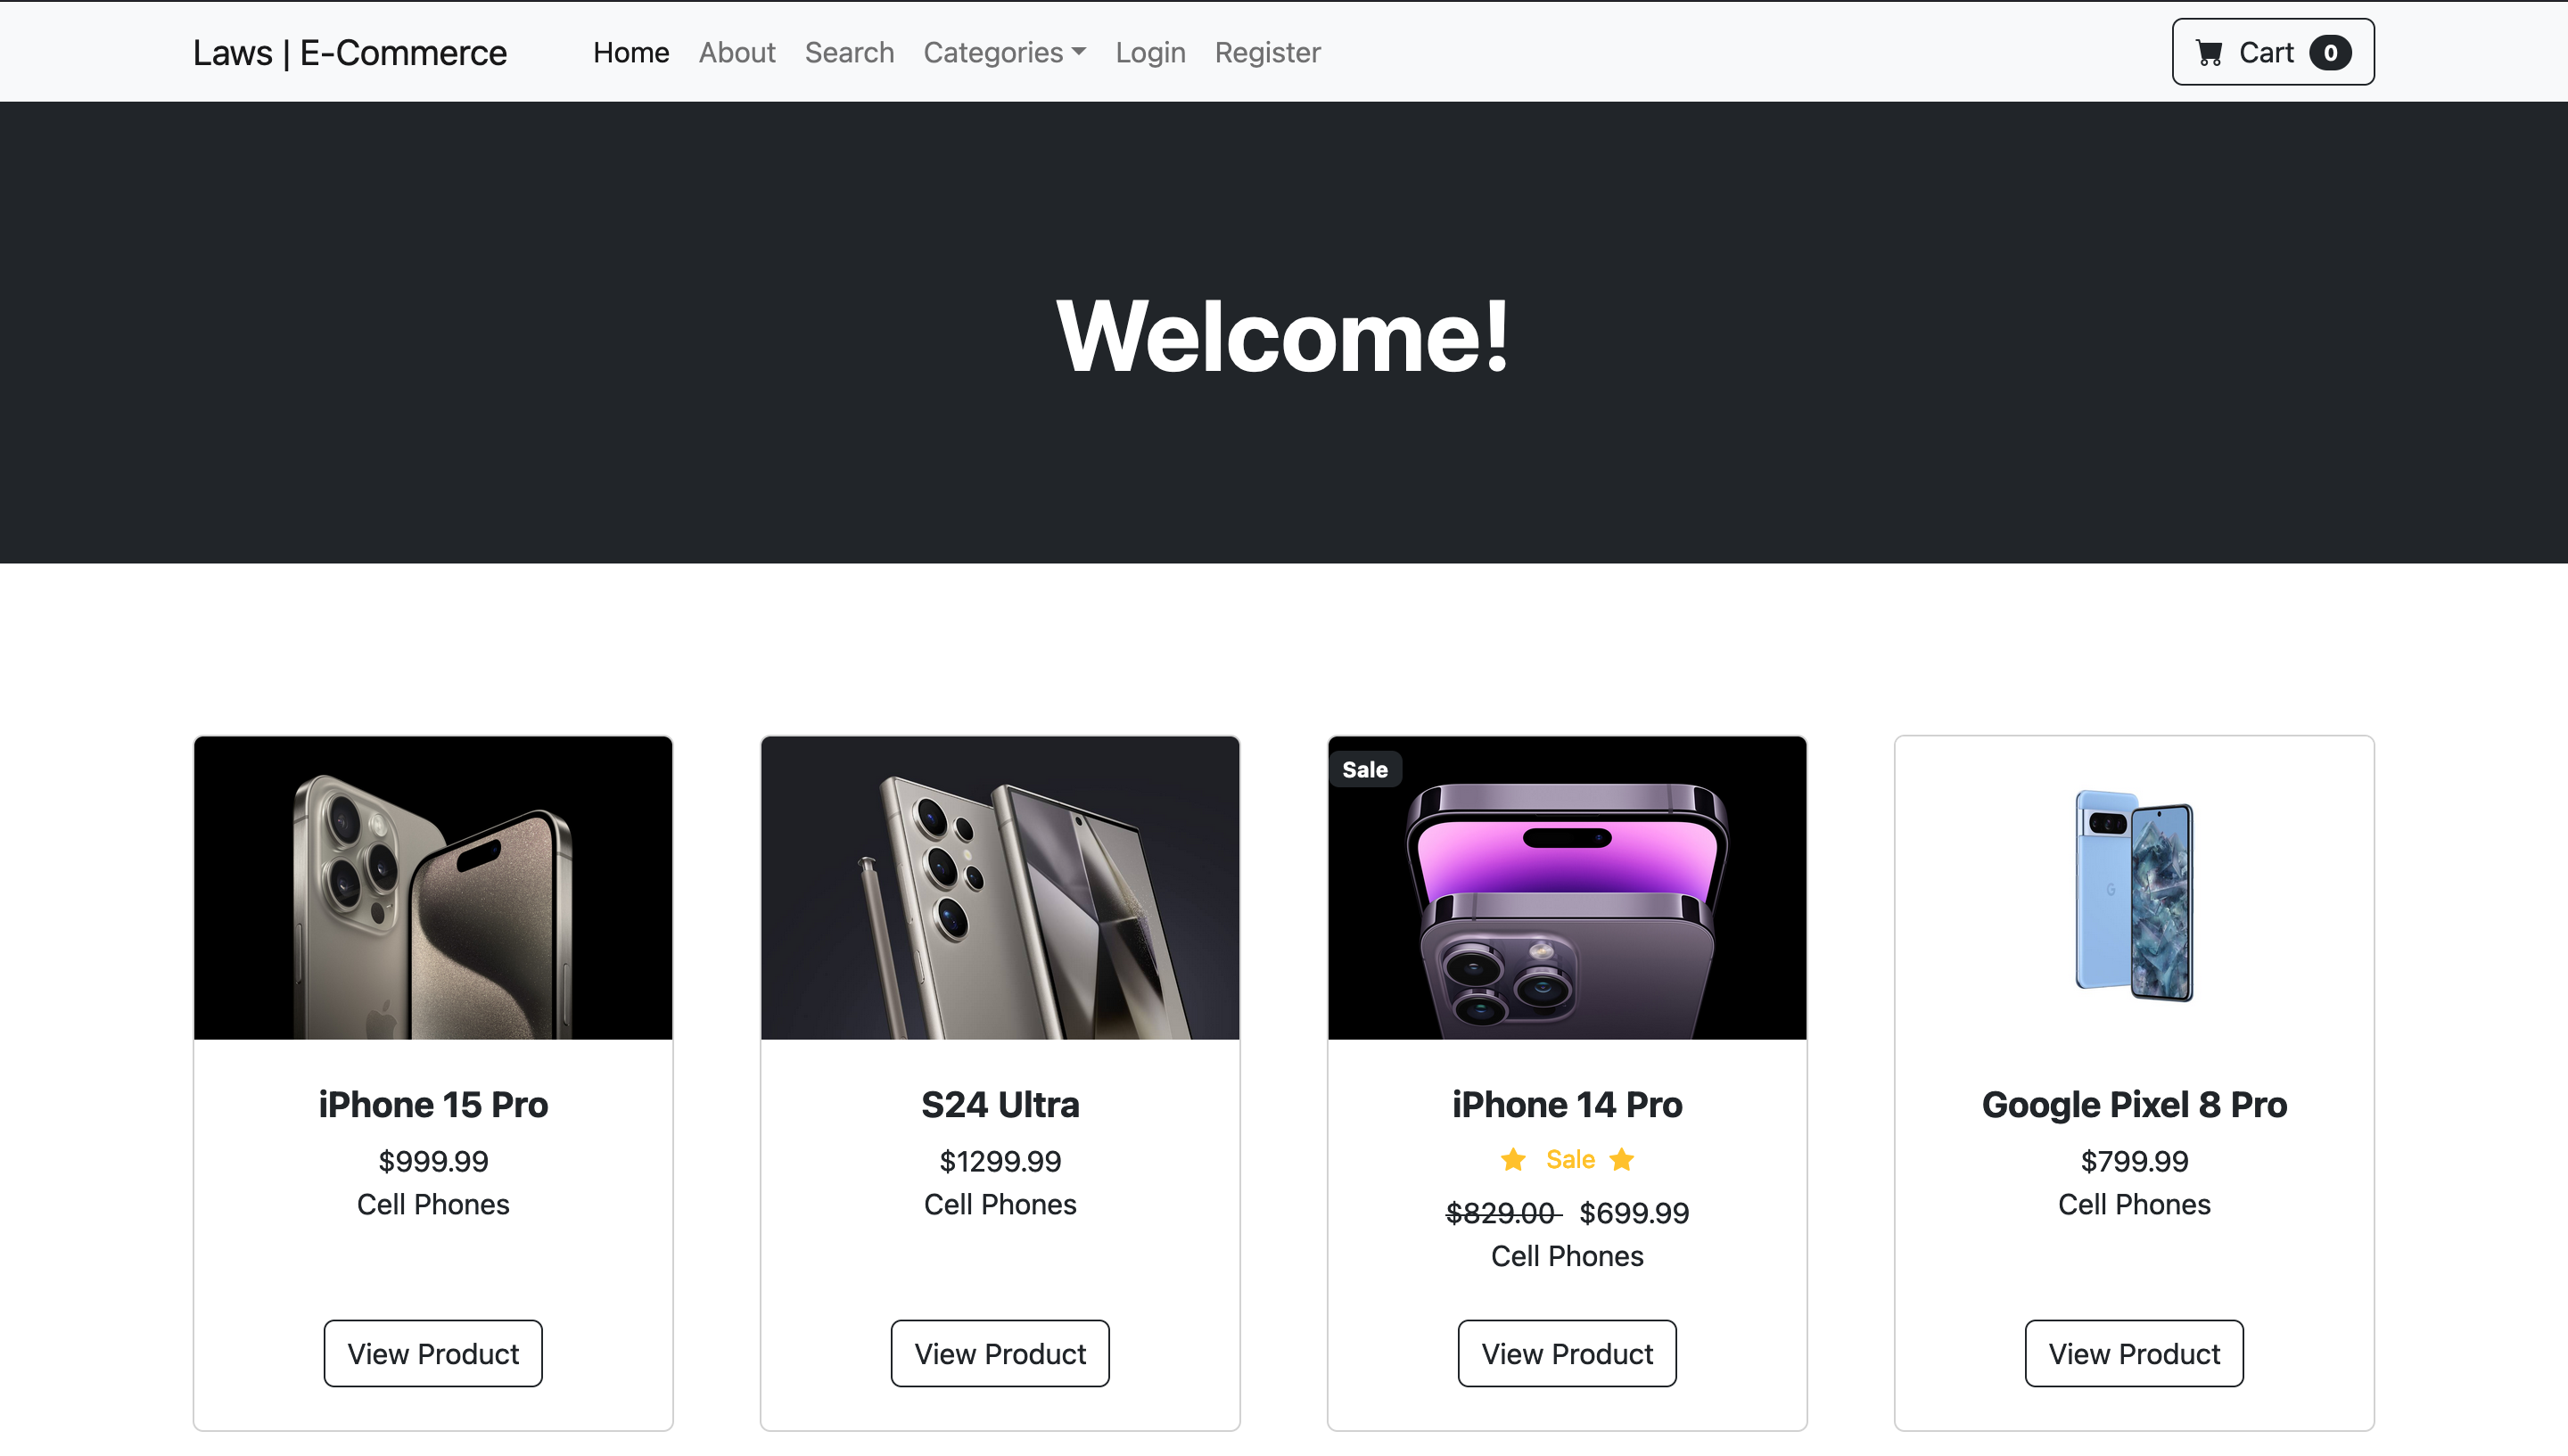 Laws | E-Commerce Home About Search Categories Login Register Cart 0
Welcome!
Sale
iPhone 15 Pro
$999.99
Cell Phones
View Product
S24 Ultra
$1299.99
Cell Phones
View Product
iPhone 14 Pro
Sale
$829.00 $699.99
Cell Phones
View Product
Google Pixel 8 Pro
$799.99
Cell Phones
View Product